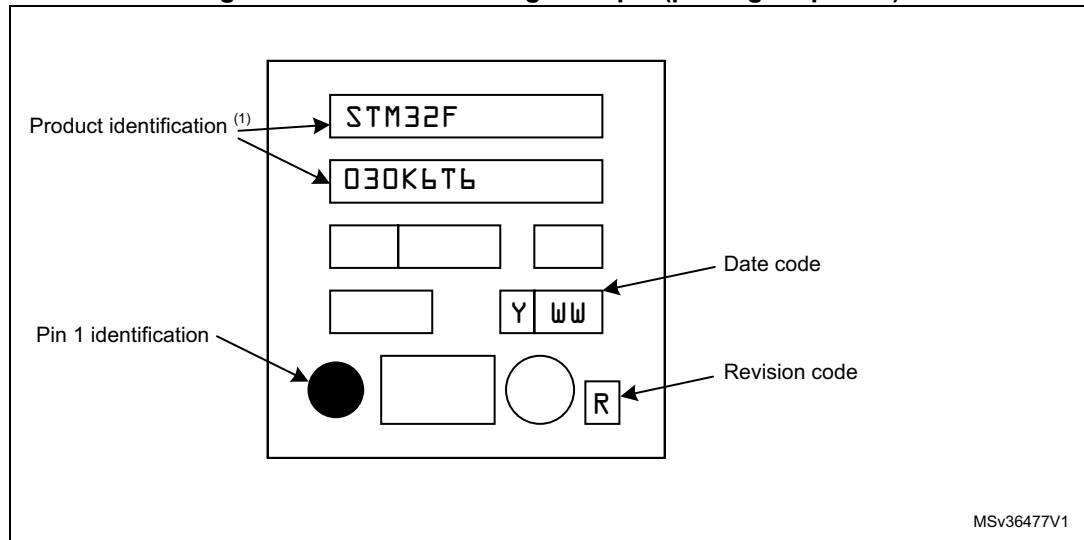 STM32F
Product identification (1)
030K6T6
Date code
Y WW
Pin 1 identification
Revision code
R
MSv36477V1